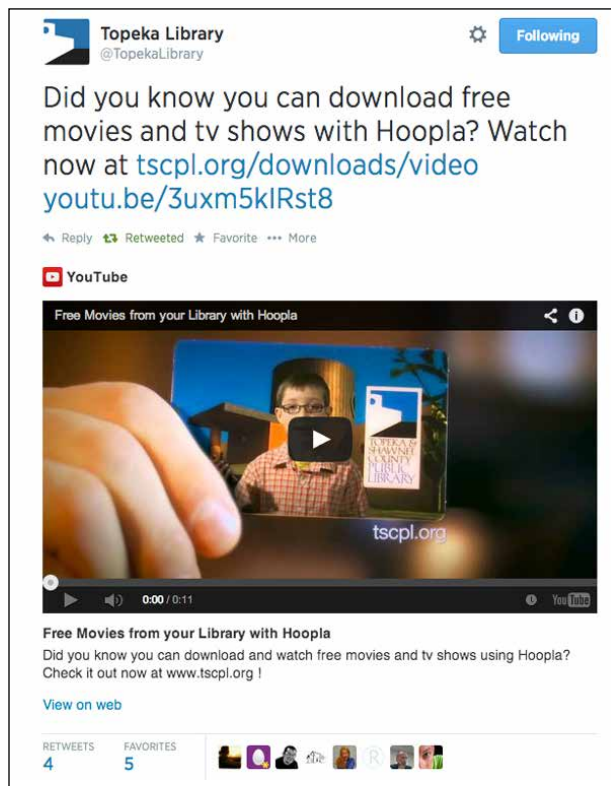 Topeka Library
@TopekaLibrary
Following
Did you know you can download free
movies and tv shows with Hoopla? Watch
now at tscpl.org/downloads/video
youtu.be/3uxm5kIRst8
Reply Retweeted Favorite More
YouTube
Free Movies from your Library with Hoopla
TOPEKA &
SHAWNEE
COUNTY
PUBLIC
LIBRARY
tscpl.org
0:00 / 0:11
YouTube
Free Movies from your Library with Hoopla
Did you know you can download and watch free movies and tv shows using Hoopla?
Check it out now at www.tscpl.org !
View on web
RETWEETS FAVORITES
4 5
R